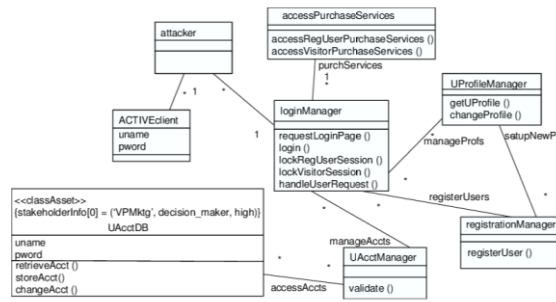 attacker
accessPurchaseServices
accessRegUserPurchaseServices ()
accessVisitorPurchaseServices ()
purchServices
* 1
*
1
*
ACTIVEclient
uname
pword
1
loginManager
requestLoginPage ()
login ()
lockRegUserSession()
lockVisitorSession()
handleUserRequest ()
UProfileManager
getUProfile ()
changeProfile ()
*
*
manageProfs
setupNewP
*
*
registerUsers
*
*
*
registrationManager
registerUser ()
<<classAsset>>
{stakeholderInfo[0] = ('VPMktg', decision_maker, high)}
UAcctDB
uname
pword
retrieveAcct ()
storeAcct()
changeAcct ()
*
*
manageAccts
*
accessAccts
UAcctManager
validate ()